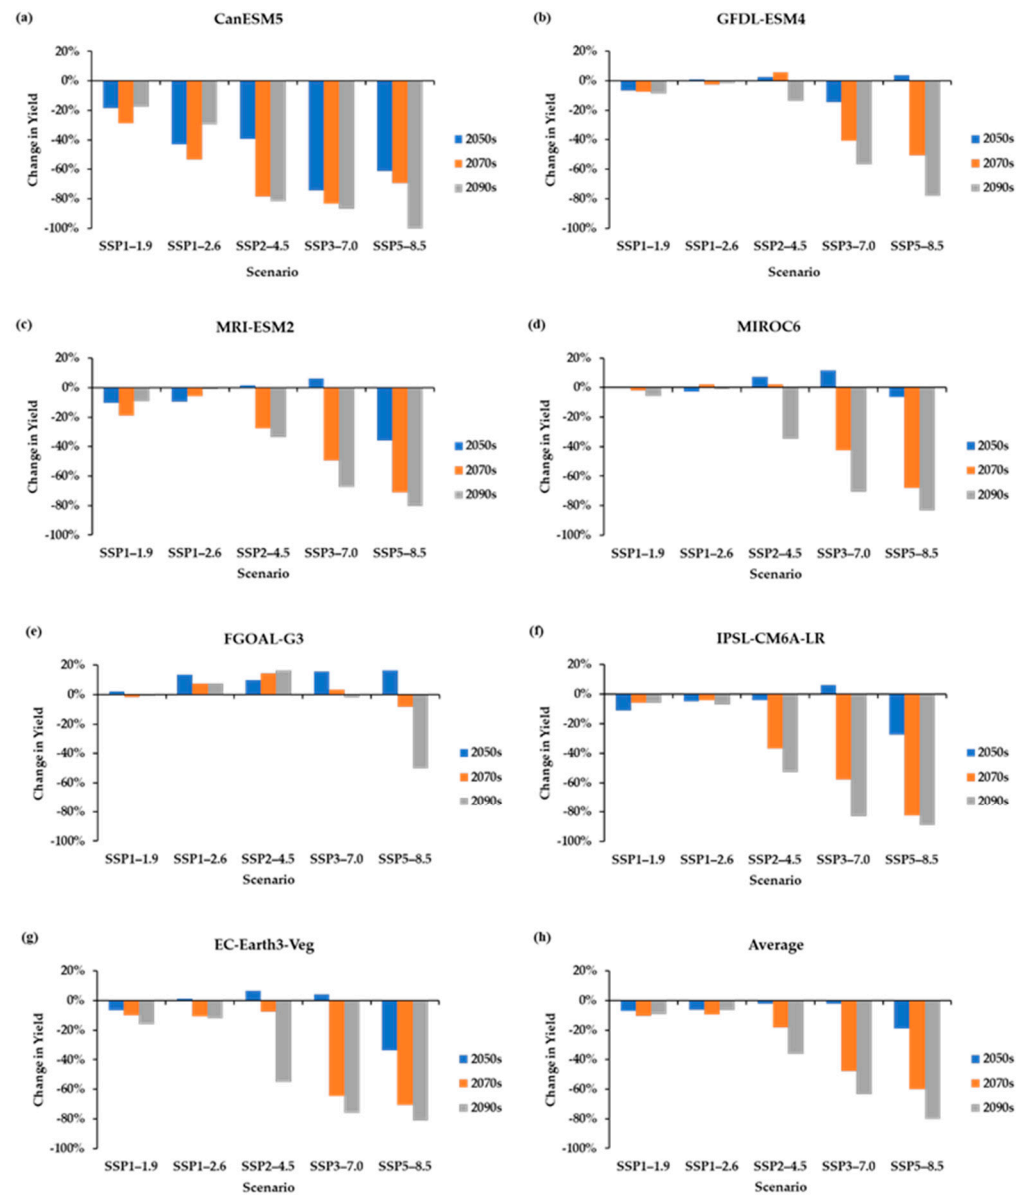 (a)
CanESM5
20%
0%
-20%
-40%
-60%
-80%
-100%
Change in Yield
SSP1–1.9 SSP1–2.6 SSP2–4.5 SSP3–7.0 SSP5–8.5
Scenario
2050s
2070s
2090s
(b)
GFDL-ESM4
20%
0%
-20%
-40%
-60%
-80%
-100%
Change in Yield
SSP1–1.9 SSP1–2.6 SSP2–4.5 SSP3–7.0 SSP5–8.5
Scenario
2050s
2070s
2090s
(c)
MRI-ESM2
20%
0%
-20%
-40%
-60%
-80%
-100%
Change in Yield
SSP1–1.9 SSP1–2.6 SSP2–4.5 SSP3–7.0 SSP5–8.5
Scenario
2050s
2070s
2090s
(d)
MIROC6
20%
0%
-20%
-40%
-60%
-80%
-100%
Change in Yield
SSP1–1.9 SSP1–2.6 SSP2–4.5 SSP3–7.0 SSP5–8.5
Scenario
2050s
2070s
2090s
(e)
FGOAL-G3
20%
0%
-20%
-40%
-60%
-80%
-100%
Change in Yield
SSP1–1.9 SSP1–2.6 SSP2–4.5 SSP3–7.0 SSP5–8.5
Scenario
2050s
2070s
2090s
(f)
IPSL-CM6A-LR
20%
0%
-20%
-40%
-60%
-80%
-100%
Change in Yield
SSP1–1.9 SSP1–2.6 SSP2–4.5 SSP3–7.0 SSP5–8.5
Scenario
2050s
2070s
2090s
(g)
EC-Earth3-Veg
20%
0%
-20%
-40%
-60%
-80%
-100%
Change in Yield
SSP1–1.9 SSP1–2.6 SSP2–4.5 SSP3–7.0 SSP5–8.5
Scenario
2050s
2070s
2090s
(h)
Average
20%
0%
-20%
-40%
-60%
-80%
-100%
Change in Yield
SSP1–1.9 SSP1–2.6 SSP2–4.5 SSP3–7.0 SSP5–8.5
Scenario
2050s
2070s
2090s